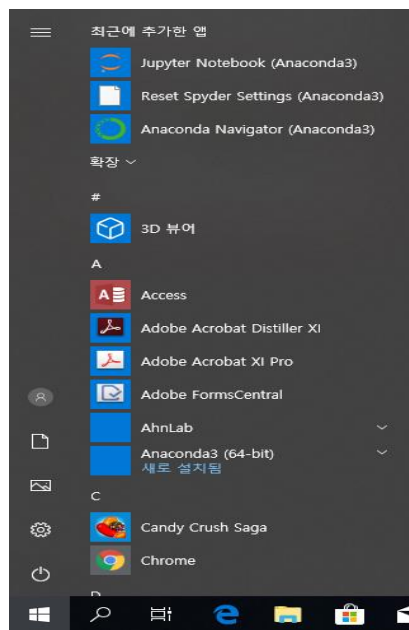 최근에 추가한 앱
Jupyter Notebook (Anaconda3)
Reset Spyder Settings (Anaconda3)
Anaconda Navigator (Anaconda3)
확장
#
3D 뷰어
A
Access
Adobe Acrobat Distiller XI
Adobe Acrobat XI Pro
Adobe FormsCentral
AhnLab
Anaconda3 (64-bit)
새로 설치됨
C
Candy Crush Saga
Chrome
D